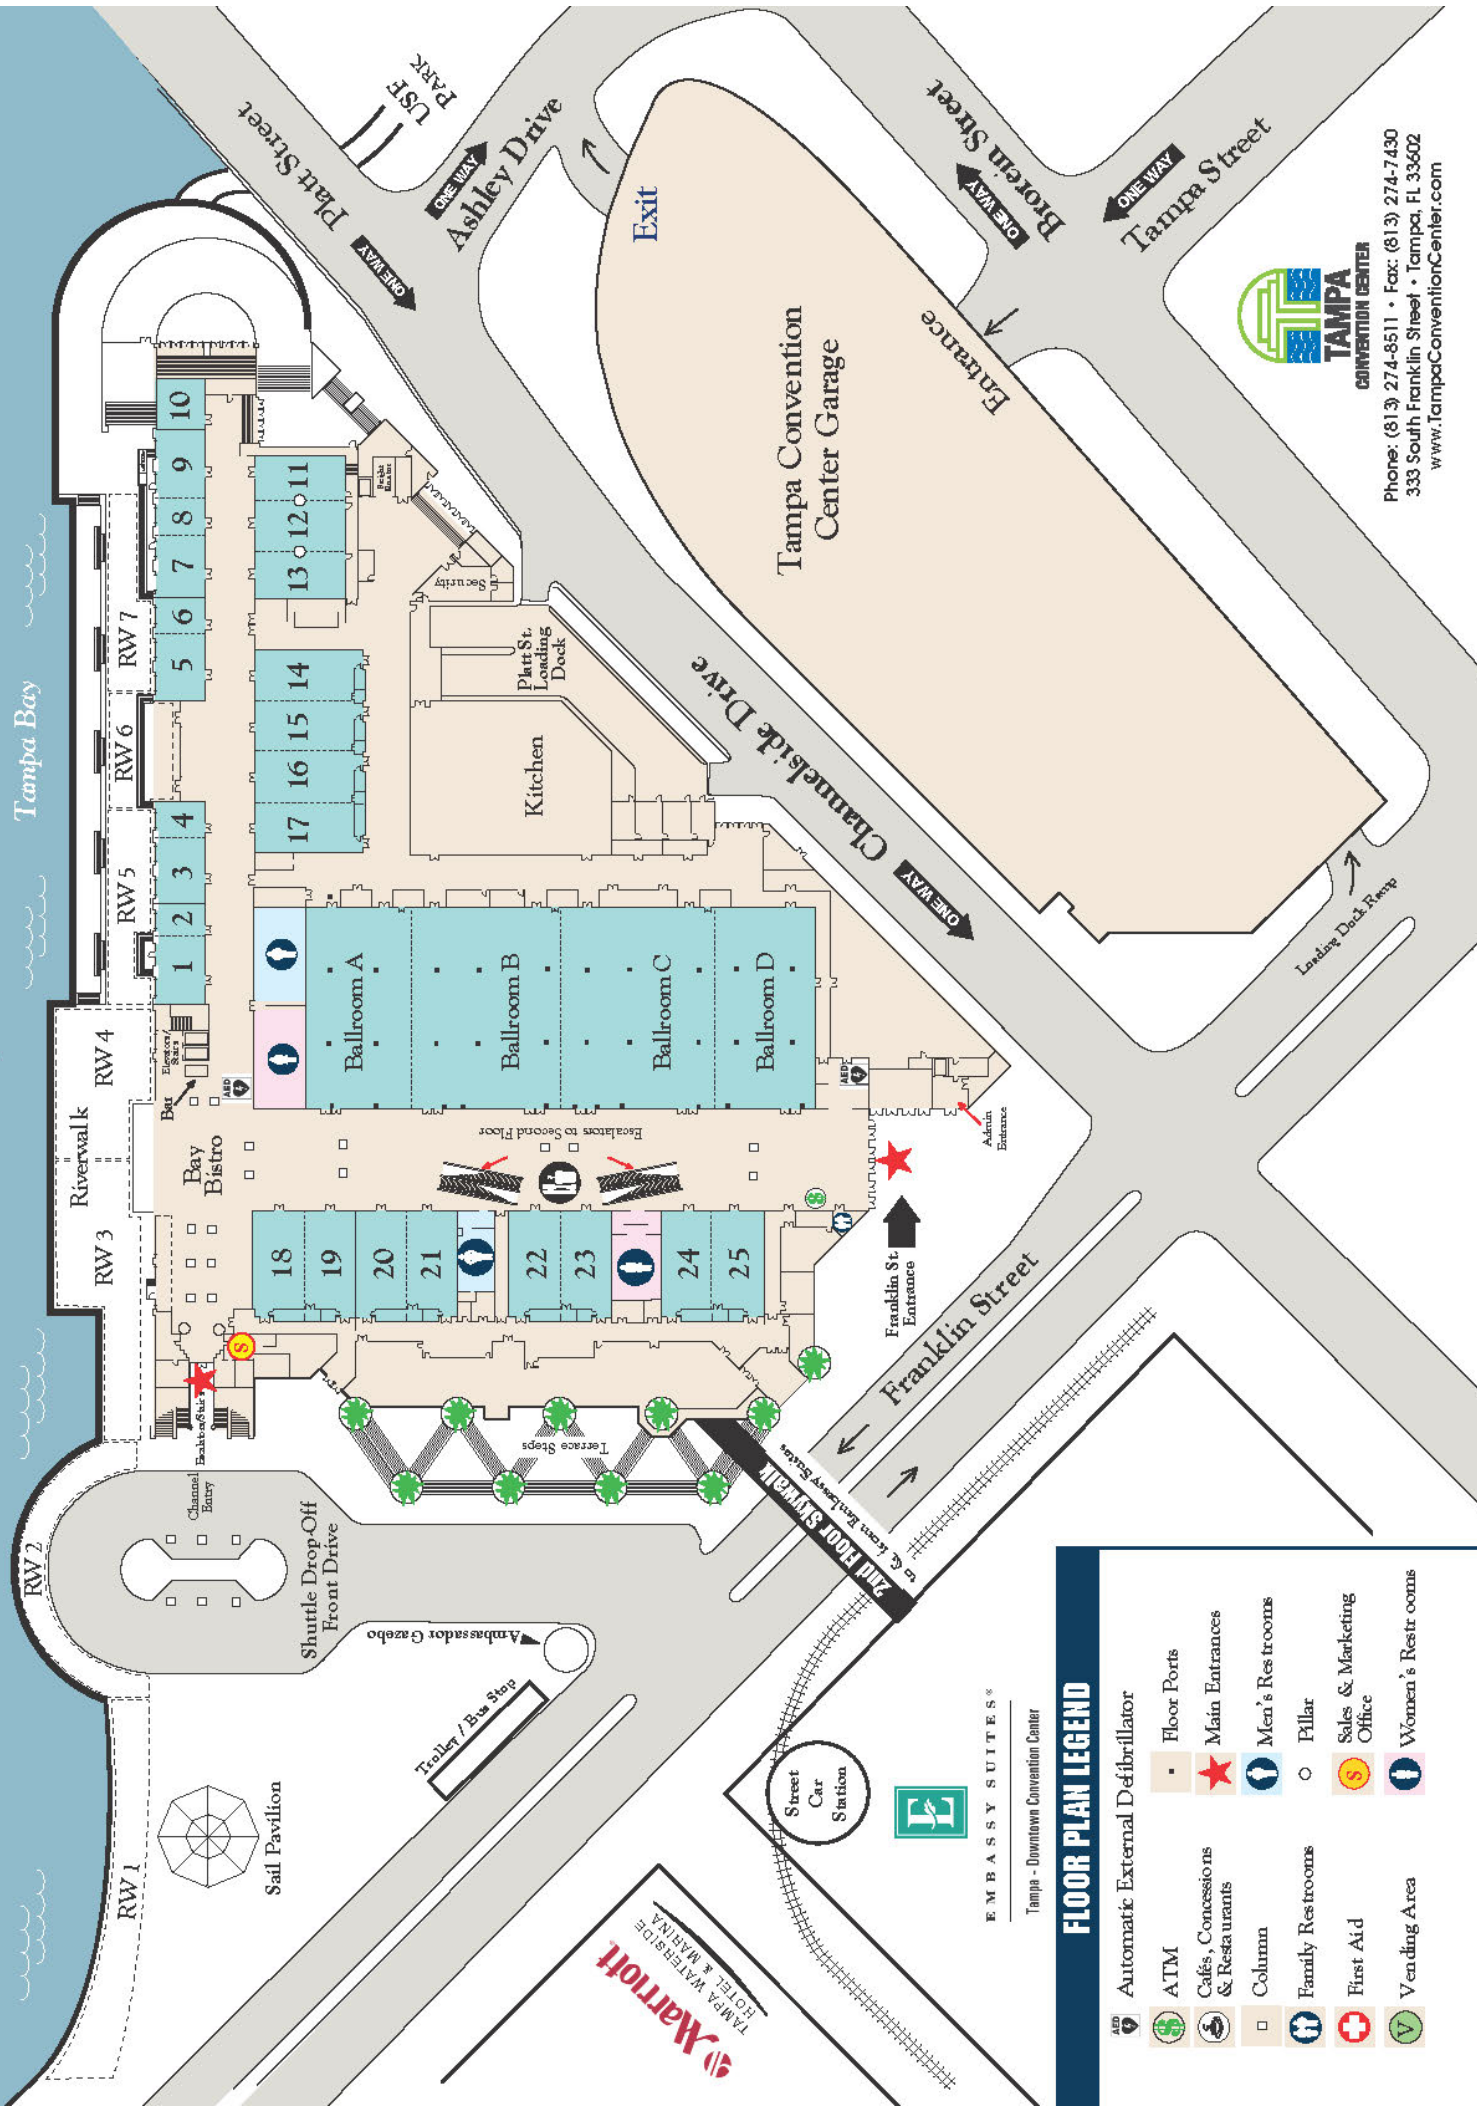 Tampa Bay
Riverwalk
RW 1
RW 2
RW 3
RW 4
RW 5
RW 6
RW 7
Sail Pavilion
Shuttle Drop-Off
Front Drive
Channel
Entry
Escalators/Stairs
Bay
Bistro
Bar
Elevators/
Stairs
1
2
3
4
5
6
7
8
9
10
11
12
13
14
15
16
17
18
19
20
21
22
23
24
25
AED
Ballroom A
Ballroom B
Ballroom C
Ballroom D
AED
Escalators to Second Floor
S
$
Kitchen
Platt St.
Loading
Dock
Security
Terrace Steps
Ambassador Gazebo
Trolley / Bus Stop
2nd Floor Skywalk
to & from Embassy Suites
Franklin St.
Entrance
Admin
Entrance
Franklin Street
Channelside Drive
ONE WAY
Platt Street
ONE WAY
USF
PARK
Ashley Drive
ONE WAY
Exit
Tampa Convention
Center Garage
Entrance
Brorein Street
ONE WAY
Tampa Street
ONE WAY
Loading Dock Ramp
Street
Car
Station
Marriott
TAMPA WATERSIDE
HOTEL & MARINA
E
EMBASSY SUITES®
Tampa - Downtown Convention Center
TAMPA
CONVENTION CENTER
Phone: (813) 274-8511 • Fax: (813) 274-7430
333 South Franklin Street • Tampa, FL 33602
www.TampaConventionCenter.com
FLOOR PLAN LEGEND
AED
Automatic External Defibrillator
$
ATM
Cafés, Concessions
& Restaurants
Column
Family Restrooms
First Aid
V
Vending Area
Floor Ports
Main Entrances
Men's Restrooms
Pillar
S
Sales & Marketing
Office
Women's Restrooms